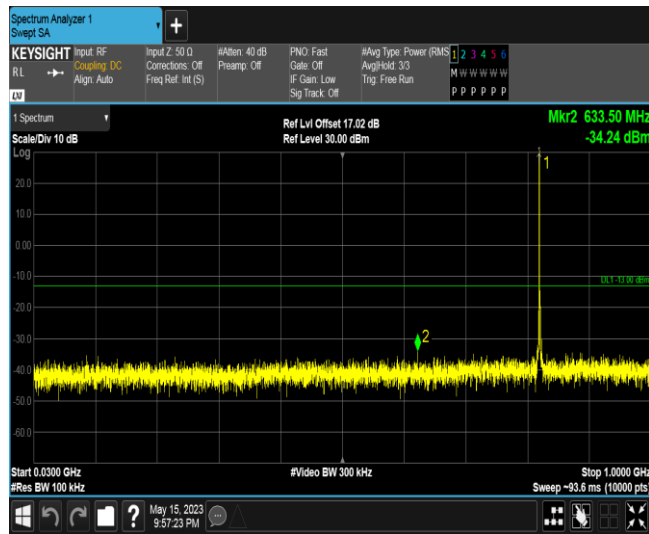 Spectrum Analyzer 1
Swept SA
+
KEYSIGHT
RL
LXI
Input: RF
Coupling: DC
Align: Auto
Input Z: 50 Ω
Corrections: Off
Freq Ref: Int (S)
#Atten: 40 dB
Preamp: Off
PNO: Fast
Gate: Off
IF Gain: Low
Sig Track: Off
#Avg Type: Power (RMS
Avg|Hold: 3/3
Trig: Free Run
1 2 3 4 5 6
M W W W W W
P P P P P P
1 Spectrum
Scale/Div 10 dB
Ref Lvl Offset 17.02 dB
Ref Level 30.00 dBm
Mkr2 633.50 MHz
-34.24 dBm
Log
1
20.0
10.0
0.00
-10.0
DL1 -13.00 dBm
-20.0
-30.0
2
-40.0
-50.0
-60.0
Start 0.0300 GHz
#Video BW 300 kHz
Stop 1.0000 GHz
#Res BW 100 kHz
Sweep ~93.6 ms (10000 pts
?
May 15, 2023
9:57:23 PM